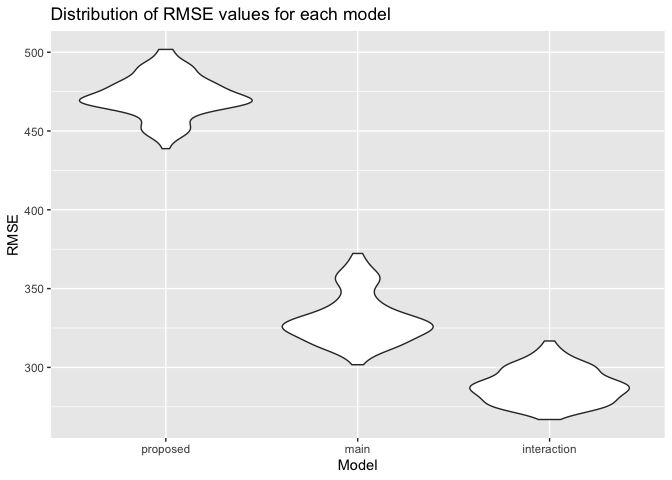 Distribution of RMSE values for each model
500
450
400
350
300
RMSE
proposed main interaction
Model